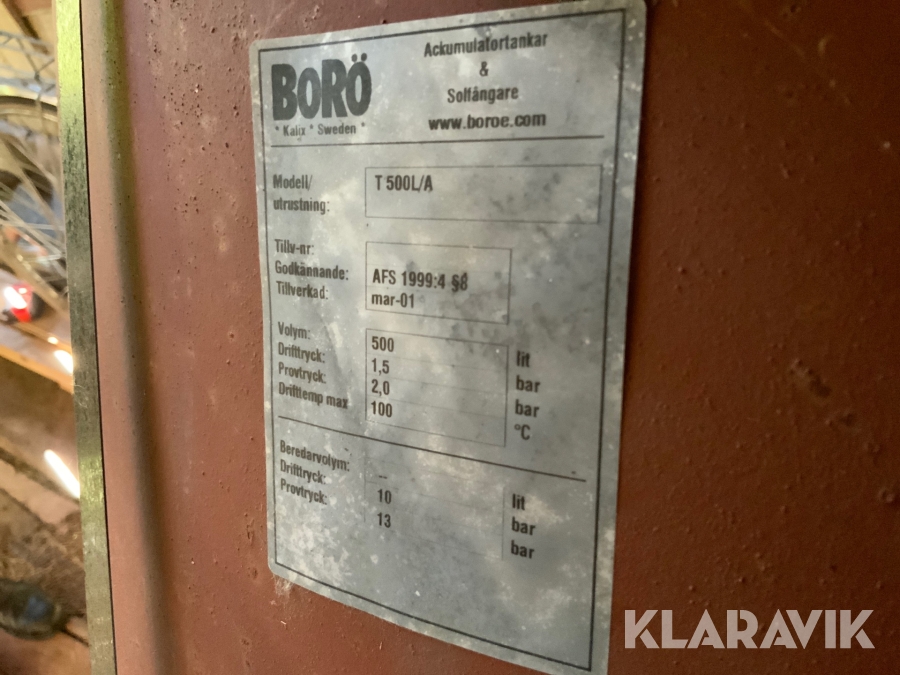 BORÖ
* Kalix * Sweden *
Ackumulatortankar
&
Solfångare
www.boroe.com
Modell/
utrustning:
T 500L/A
Tillv-nr:
Godkännande: AFS 1999:4 §8
Tillverkad: mar-01
Volym: 500 lit
Drifttryck: 1,5 bar
Provtryck: 2,0 bar
Drifttemp max 100 °C
Beredarvolym: -- lit
Drifttryck: 10 bar
Provtryck: 13 bar
KLARAVIK